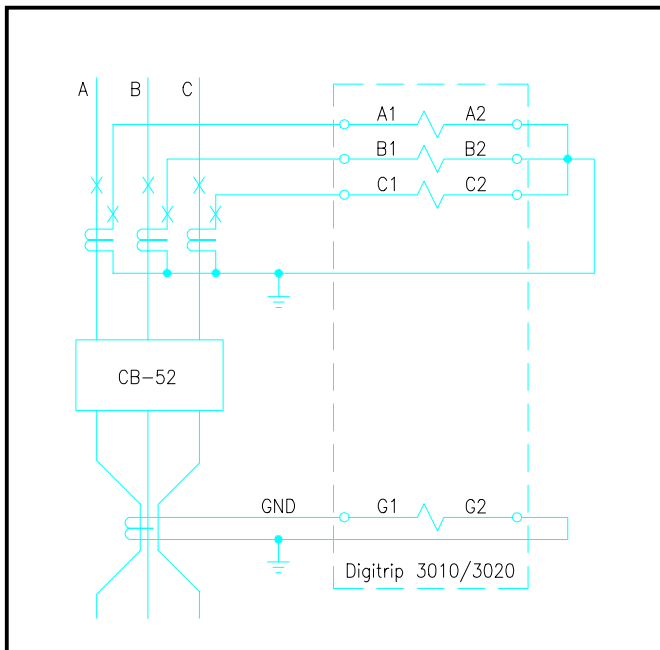 A B C
A1 A2
B1 B2
C1 C2
CB-52
GND G1 G2
Digitrip 3010/3020